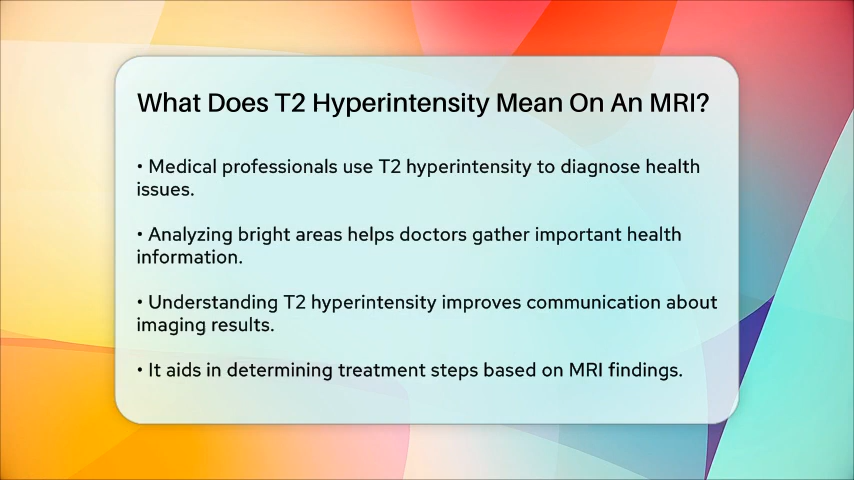 What Does T2 Hyperintensity Mean On An MRI?
• Medical professionals use T2 hyperintensity to diagnose health
issues.
• Analyzing bright areas helps doctors gather important health
information.
• Understanding T2 hyperintensity improves communication about
imaging results.
• It aids in determining treatment steps based on MRI findings.